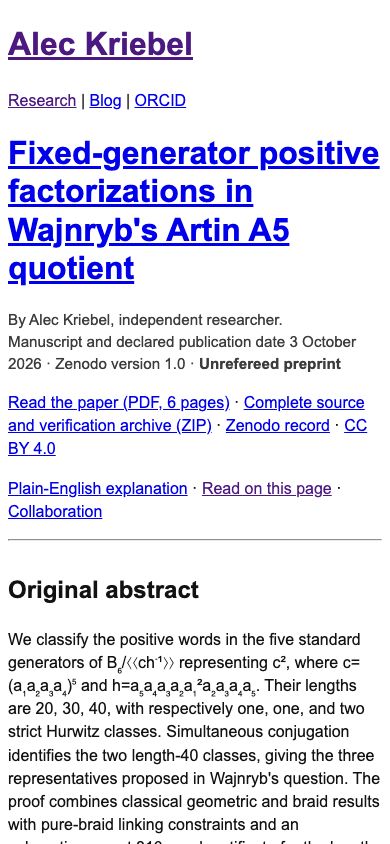 Alec Kriebel
Research | Blog | ORCID
Fixed-generator positive
factorizations in
Wajnryb's Artin A5
quotient
By Alec Kriebel, independent researcher.
Manuscript and declared publication date 3 October
2026 · Zenodo version 1.0 · Unrefereed preprint
Read the paper (PDF, 6 pages) · Complete source
and verification archive (ZIP) · Zenodo record · CC
BY 4.0
Plain-English explanation · Read on this page ·
Collaboration
Original abstract
We classify the positive words in the five standard
generators of B₆/⟨⟨ch⁻¹⟩⟩ representing c², where c=
(a₁a₂a₃a₄)⁵ and h=a₅a₄a₃a₂a₁²a₂a₃a₄a₅. Their lengths
are 20, 30, 40, with respectively one, one, and two
strict Hurwitz classes. Simultaneous conjugation
identifies the two length-40 classes, giving the three
representatives proposed in Wajnryb's question. The
proof combines classical geometric and braid results
with pure-braid linking constraints and an